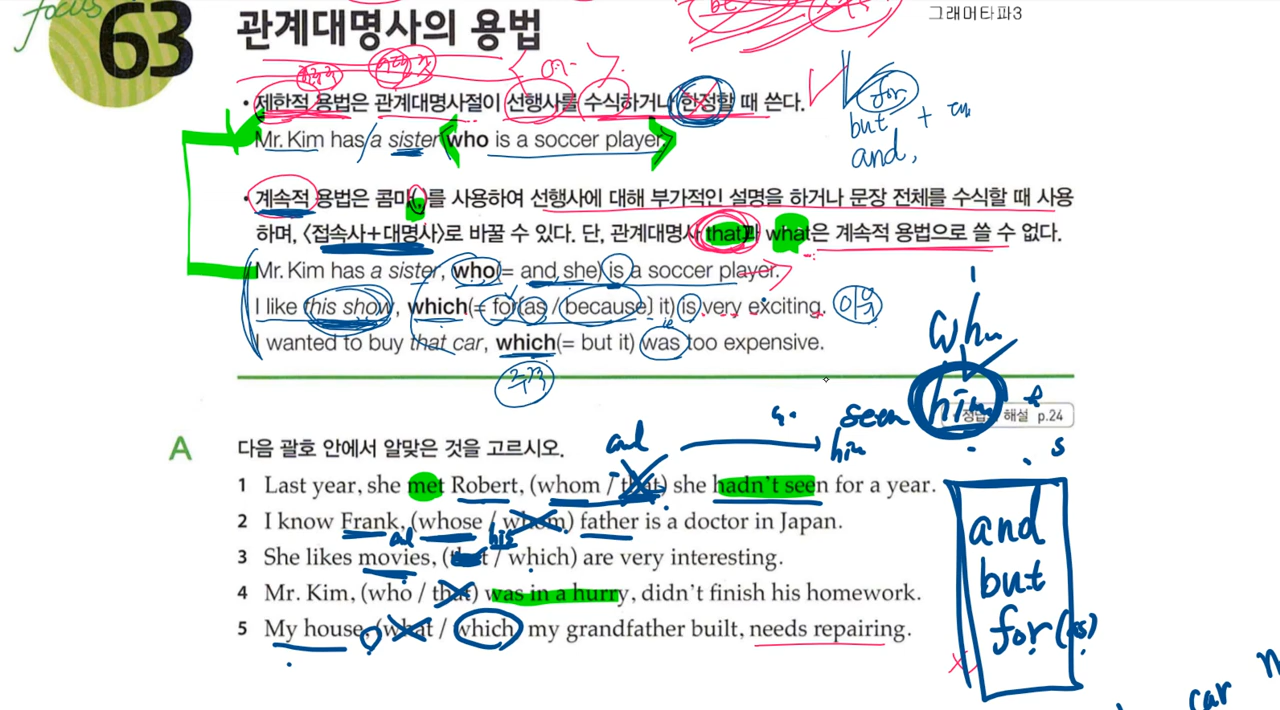 focus
63 관계대명사의 용법
그래머타파3
• 제한적 용법은 관계대명사절이 선행사를 수식하거나 한정할 때 쓴다.
for
but +
and,
Mr. Kim has a sister who is a soccer player.
• 계속적 용법은 콤마(,)를 사용하여 선행사에 대해 부가적인 설명을 하거나 문장 전체를 수식할 때 사용
하며, 〈접속사+대명사〉로 바꿀 수 있다. 단, 관계대명사 that과 what은 계속적 용법으로 쓸 수 없다.
Mr. Kim has a sister, who(= and she) is a soccer player.
I like this show, which(= for(as / because) it) is very exciting. 이유
I wanted to buy that car, which(= but it) was too expensive.
주격
who
seen him
정답 해설 p.24
A 다음 괄호 안에서 알맞은 것을 고르시오.
and
him
s
1 Last year, she met Robert, (whom / that) she hadn't seen for a year.
2 I know Frank, (whose / whom) father is a doctor in Japan.
his
3 She likes movies, (that / which) are very interesting.
4 Mr. Kim, (who / that) was in a hurry, didn't finish his homework.
5 My house, (what / which) my grandfather built, needs repairing.
and
but
for (as)
car